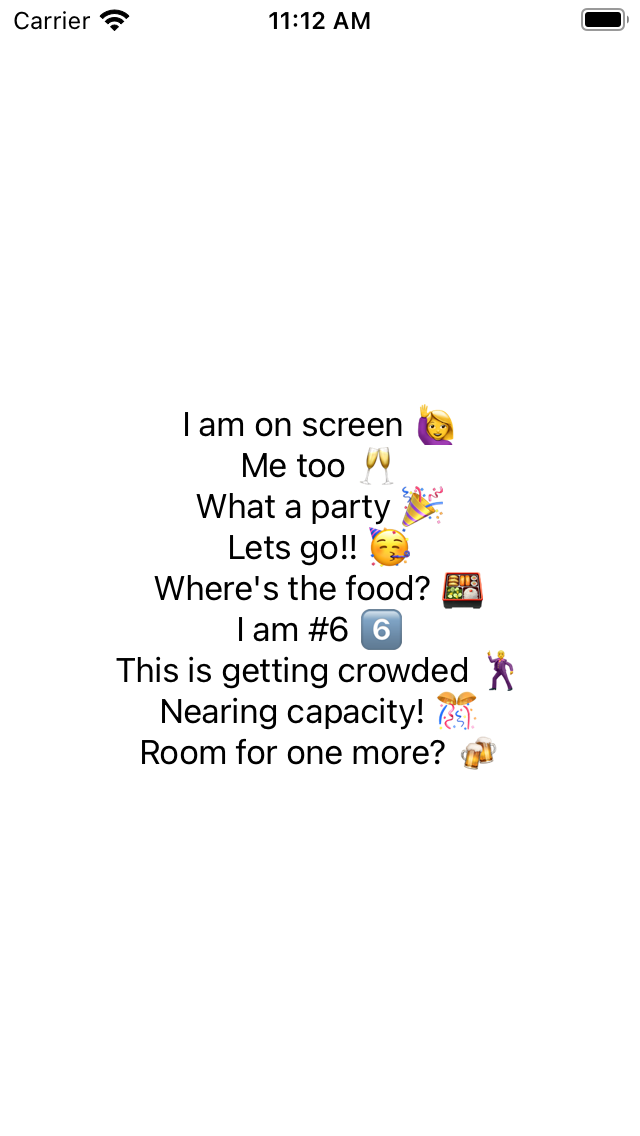 Carrier 11:12 AM
I am on screen 🙋‍♀️
Me too 🥂
What a party 🎉
Lets go!! 🥳
Where's the food? 🍱
I am #6 6️⃣
This is getting crowded 🕺
Nearing capacity! 🎊
Room for one more? 🍻